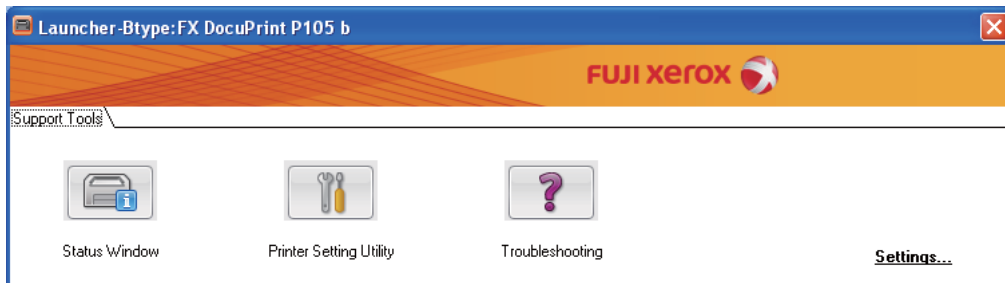 Launcher-Btype:FX DocuPrint P105 b
FUJI xerox
Support Tools
Status Window
Printer Setting Utility
Troubleshooting
Settings...